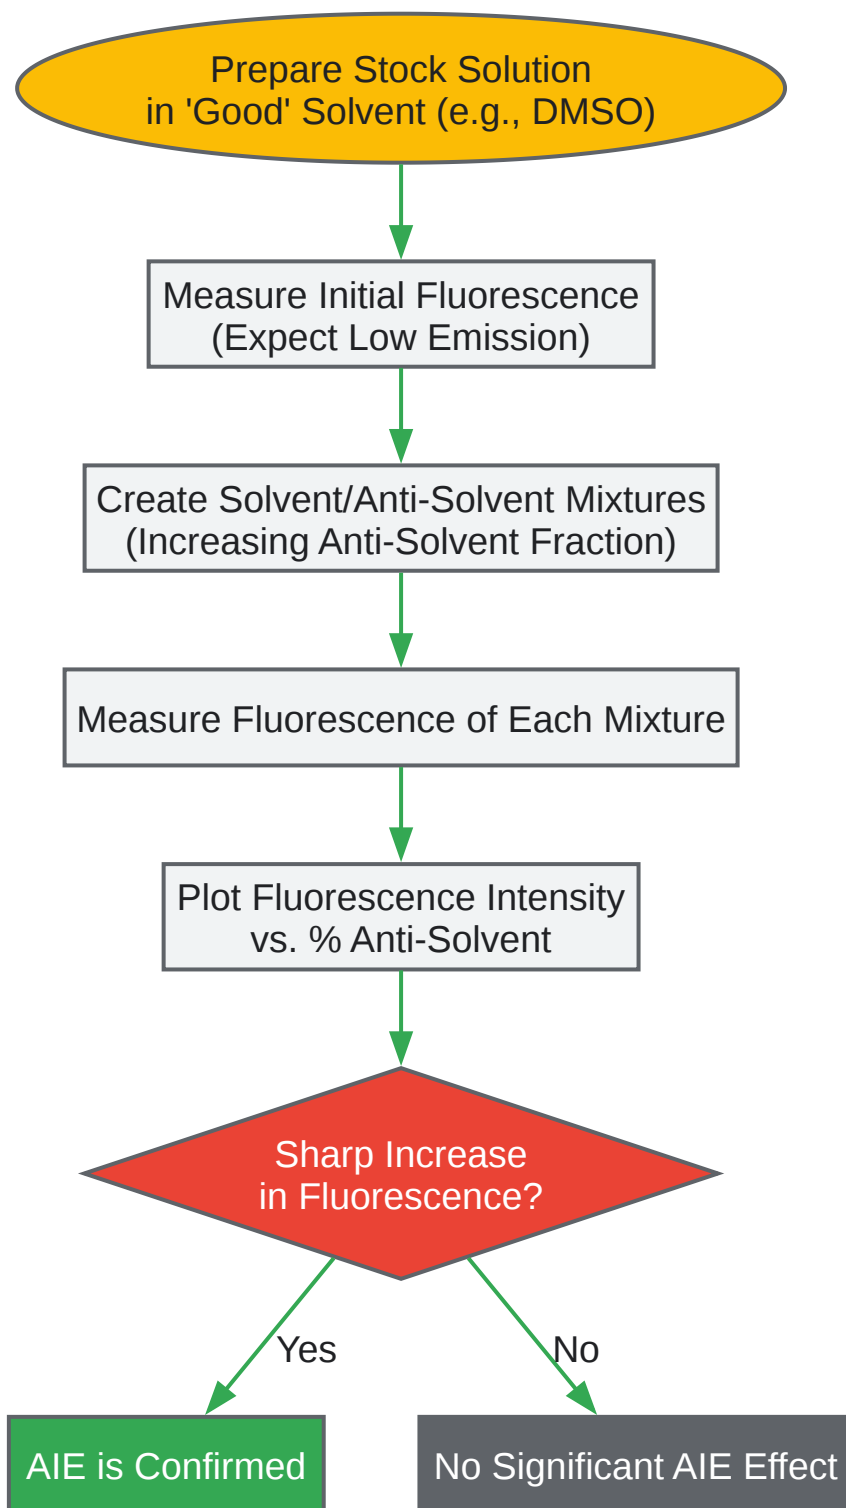 Prepare Stock Solution
in 'Good' Solvent (e.g., DMSO)
Measure Initial Fluorescence
(Expect Low Emission)
Create Solvent/Anti-Solvent Mixtures
(Increasing Anti-Solvent Fraction)
Measure Fluorescence of Each Mixture
Plot Fluorescence Intensity
vs. % Anti-Solvent
Sharp Increase
in Fluorescence?
Yes
No
AIE is Confirmed
No Significant AIE Effect